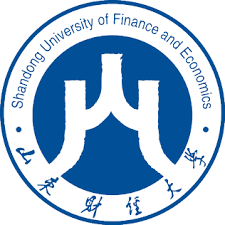 Shandong University of Finance and Economics
山东财经大学